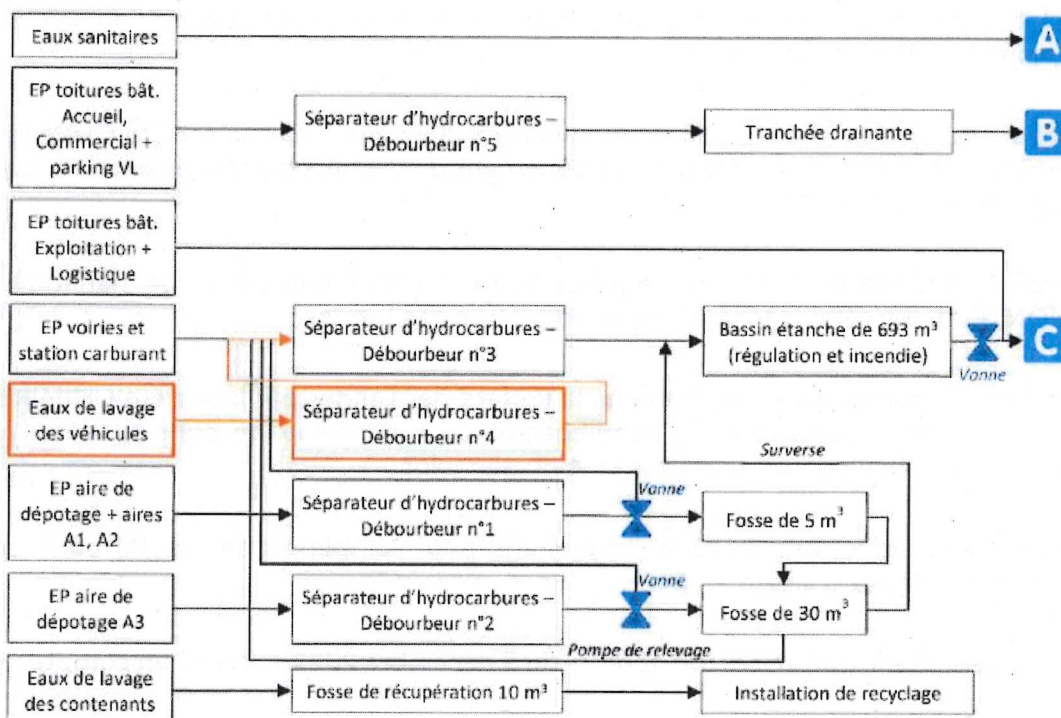 Eaux sanitaires
A
EP toitures bât.
Accueil,
Commercial +
parking VL
Séparateur d'hydrocarbures –
Débourbeur n°5
Tranchée drainante
B
EP toitures bât.
Exploitation +
Logistique
EP voiries et
station carburant
Séparateur d'hydrocarbures –
Débourbeur n°3
Bassin étanche de 693 m³
(régulation et incendie)
Vanne
C
Eaux de lavage
des véhicules
Séparateur d'hydrocarbures –
Débourbeur n°4
Surverse
EP aire de
dépotage + aires
A1, A2
Séparateur d'hydrocarbures –
Débourbeur n°1
Vanne
Fosse de 5 m³
EP aire de
dépotage A3
Séparateur d'hydrocarbures –
Débourbeur n°2
Vanne
Fosse de 30 m³
Pompe de relevage
Eaux de lavage
des contenants
Fosse de récupération 10 m³
Installation de recyclage